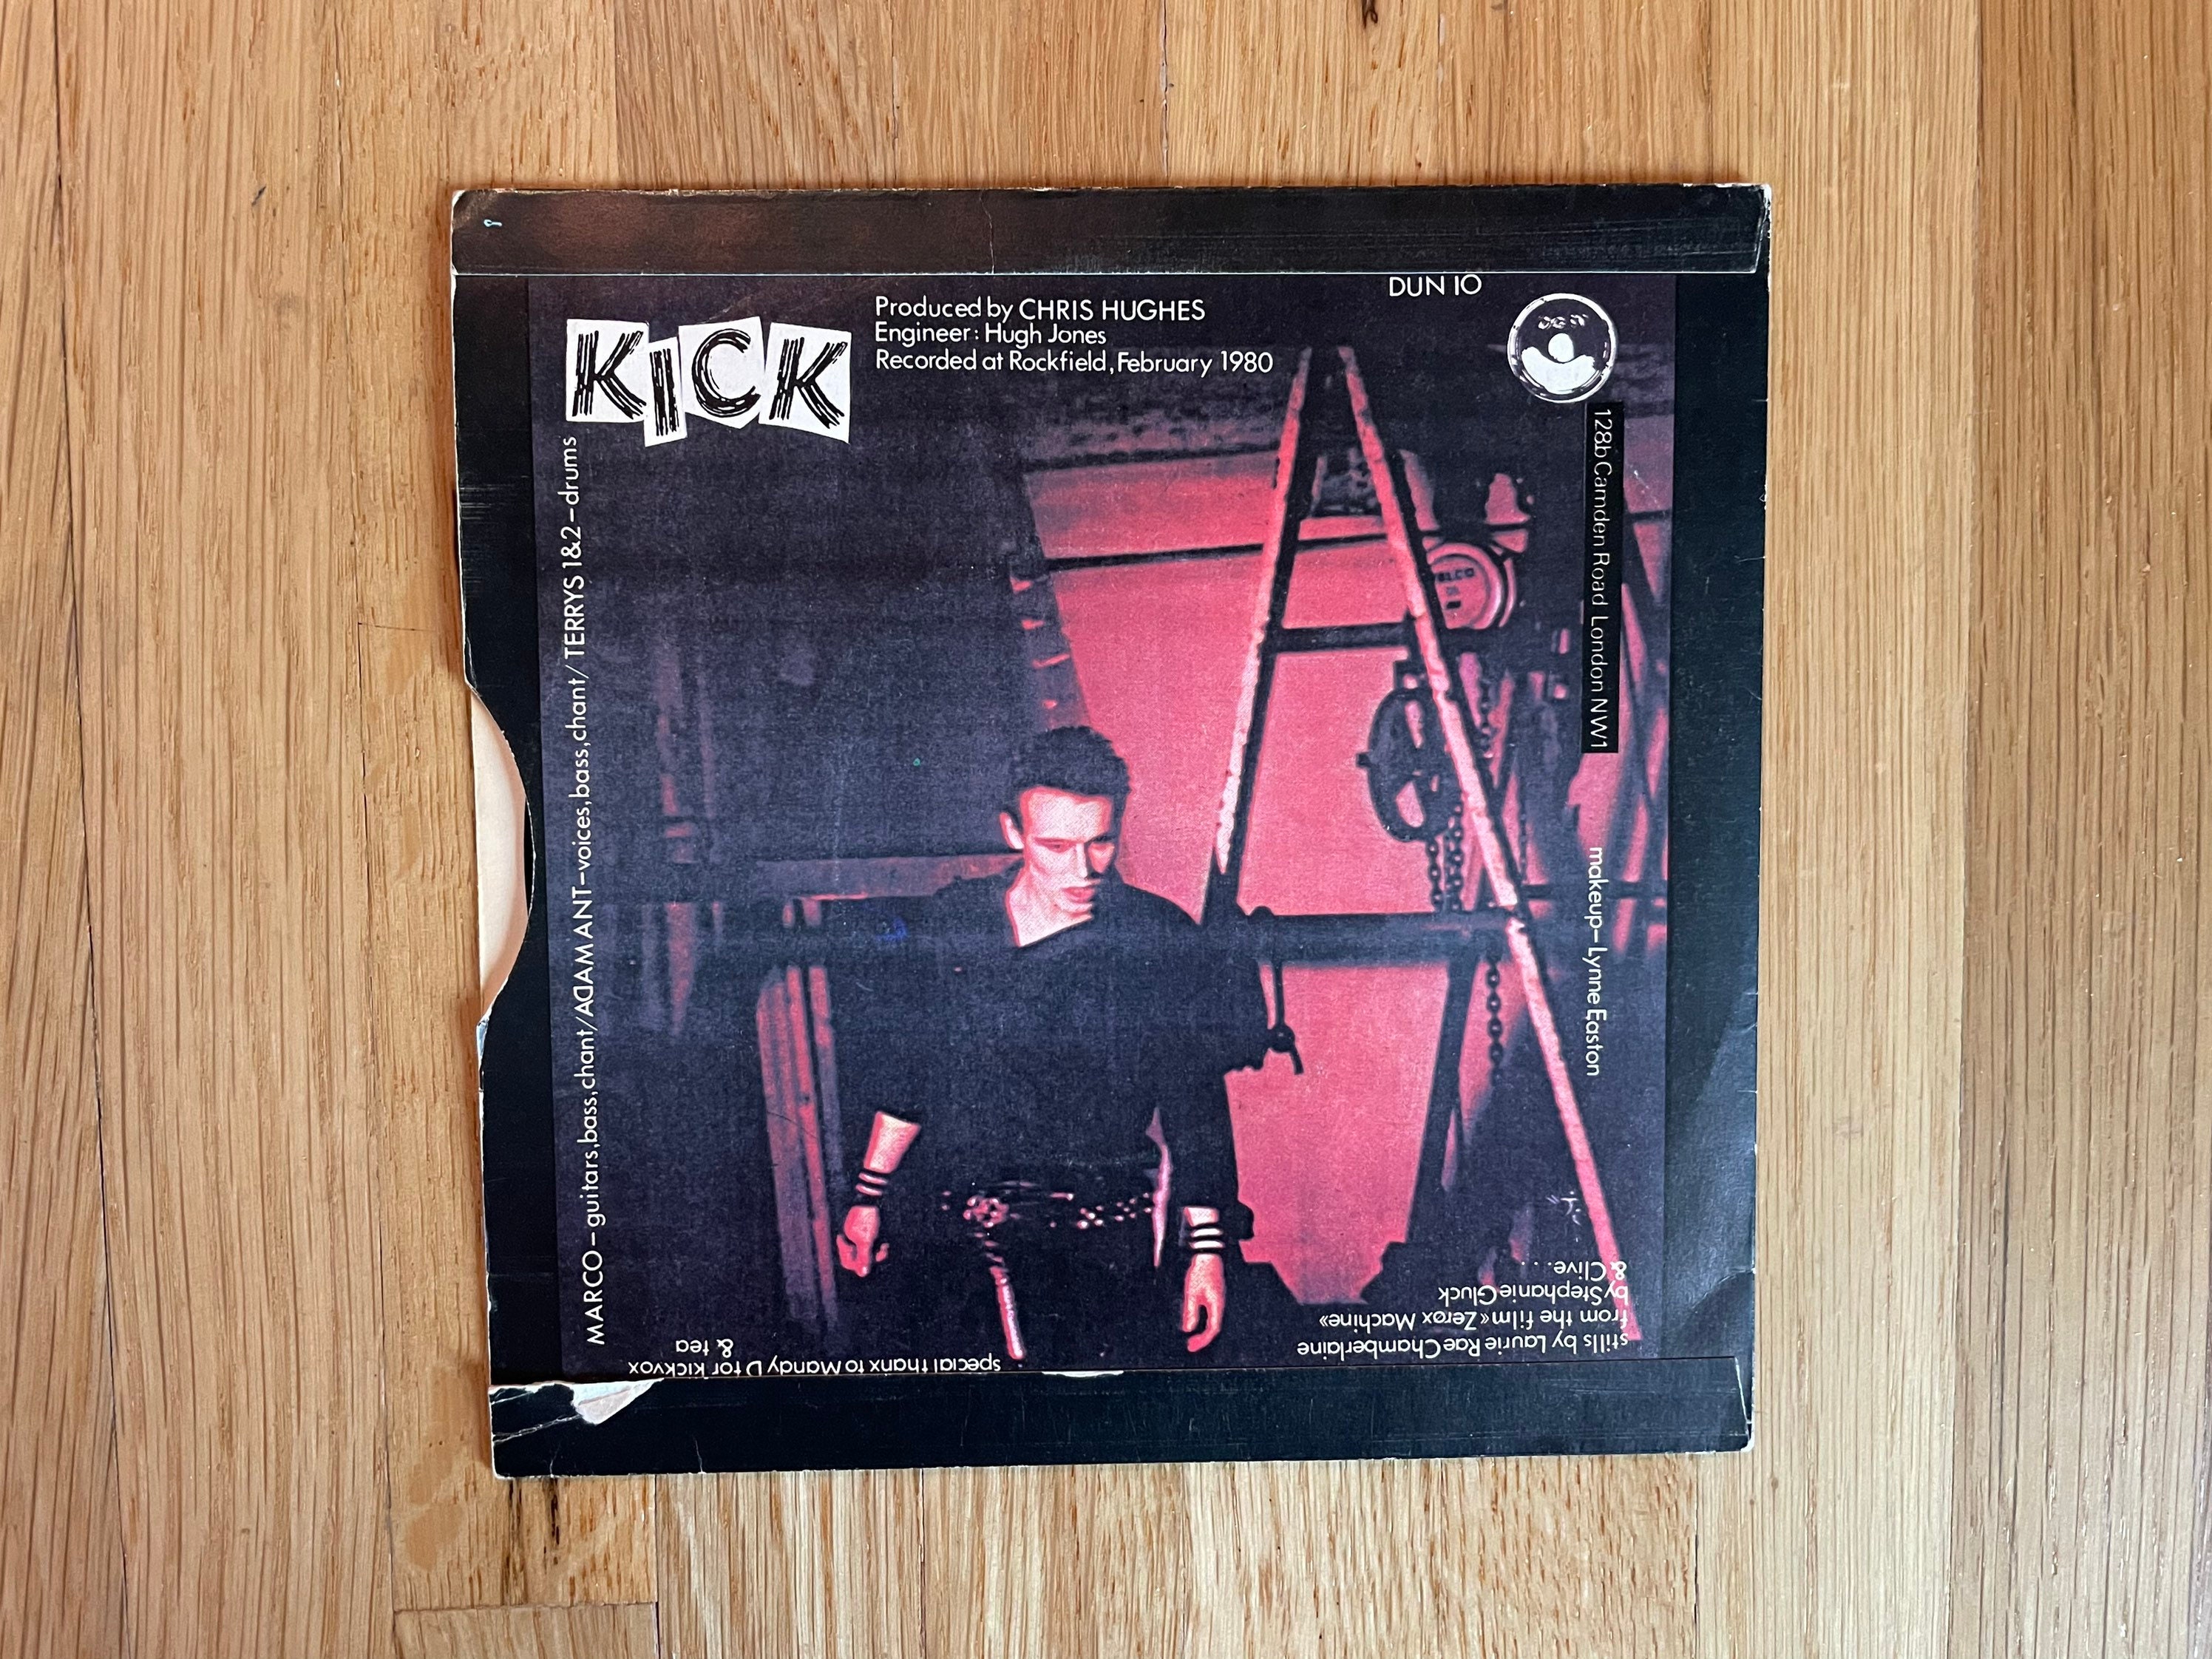 KiCK
Produced by CHRIS HUGHES
Engineer: Hugh Jones
Recorded at Rockfield, February 1980
DUN 10
128b Camden Road London NW1
makeup– Lynne Easton
stills by Laurie Rae Chamberlaine
from the film «Zerøx Machine»
by Stephanie Gluck
& Clive. . . .
special thanx to Mandy D for kickvox
& tea
MARCO– guitars,bass,chant/ADAM ANT–voices,bass,chant/ TERRYS 1&2–drums